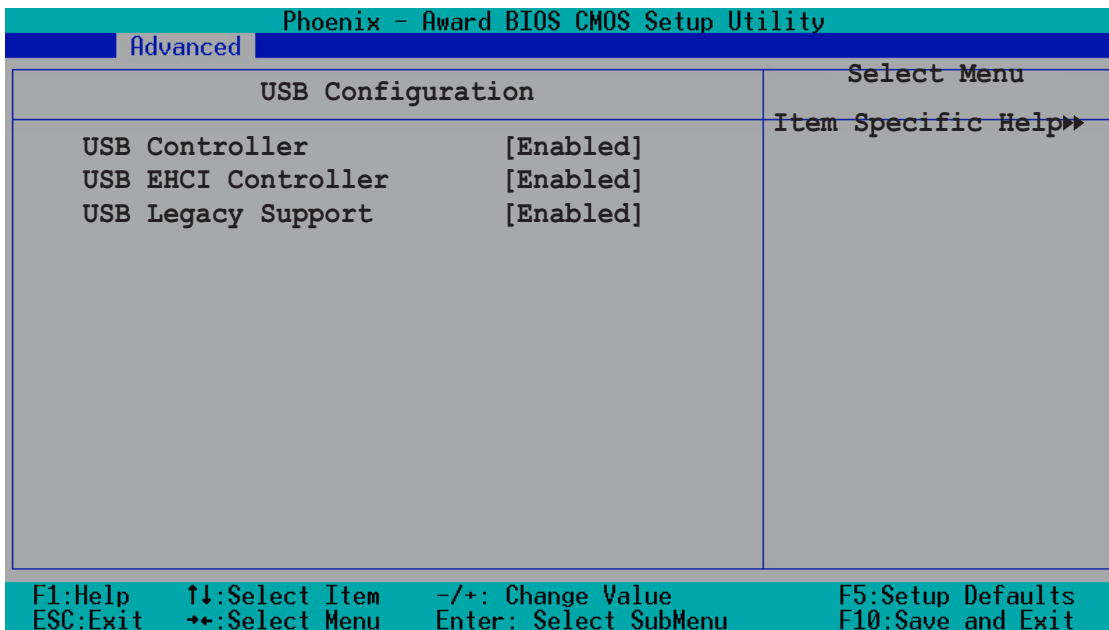 Phoenix - Award BIOS CMOS Setup Utility
Advanced
USB Configuration
Select Menu
Item Specific Help▸▸
USB Controller [Enabled]
USB EHCI Controller [Enabled]
USB Legacy Support [Enabled]
F1:Help ↑↓:Select Item -/+: Change Value F5:Setup Defaults
ESC:Exit →←:Select Menu Enter: Select SubMenu F10:Save and Exit